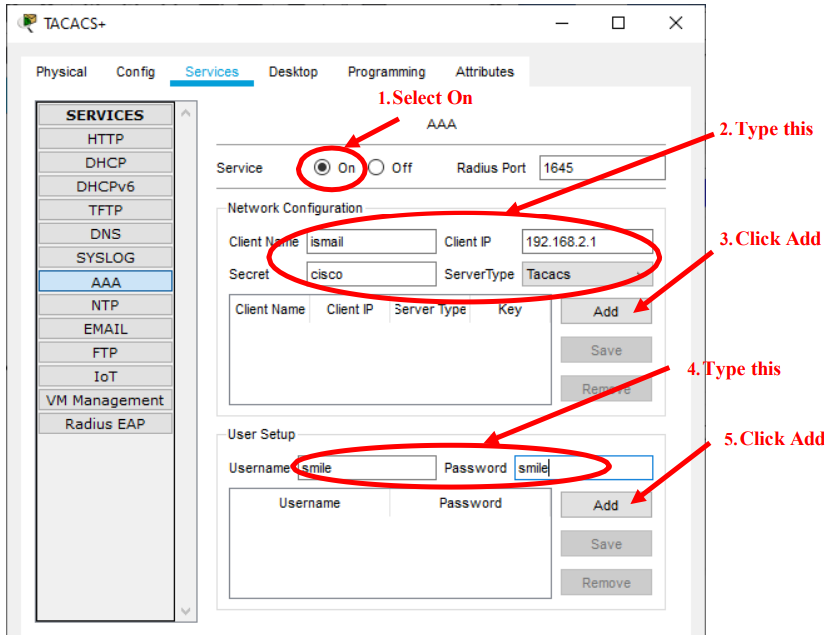 TACACS+
Physical Config Services Desktop Programming Attributes
1.Select On
SERVICES
HTTP
DHCP
DHCPv6
TFTP
DNS
SYSLOG
AAA
NTP
EMAIL
FTP
IoT
VM Management
Radius EAP
AAA
2.Type this
Service On Off Radius Port 1645
Network Configuration
Client Name ismail Client IP 192.168.2.1
3.Click Add
Secret cisco ServerType Tacacs
Client Name Client IP Server Type Key
Add
Save
Remove
4.Type this
User Setup
5.Click Add
Username smile Password smile
Username Password
Add
Save
Remove